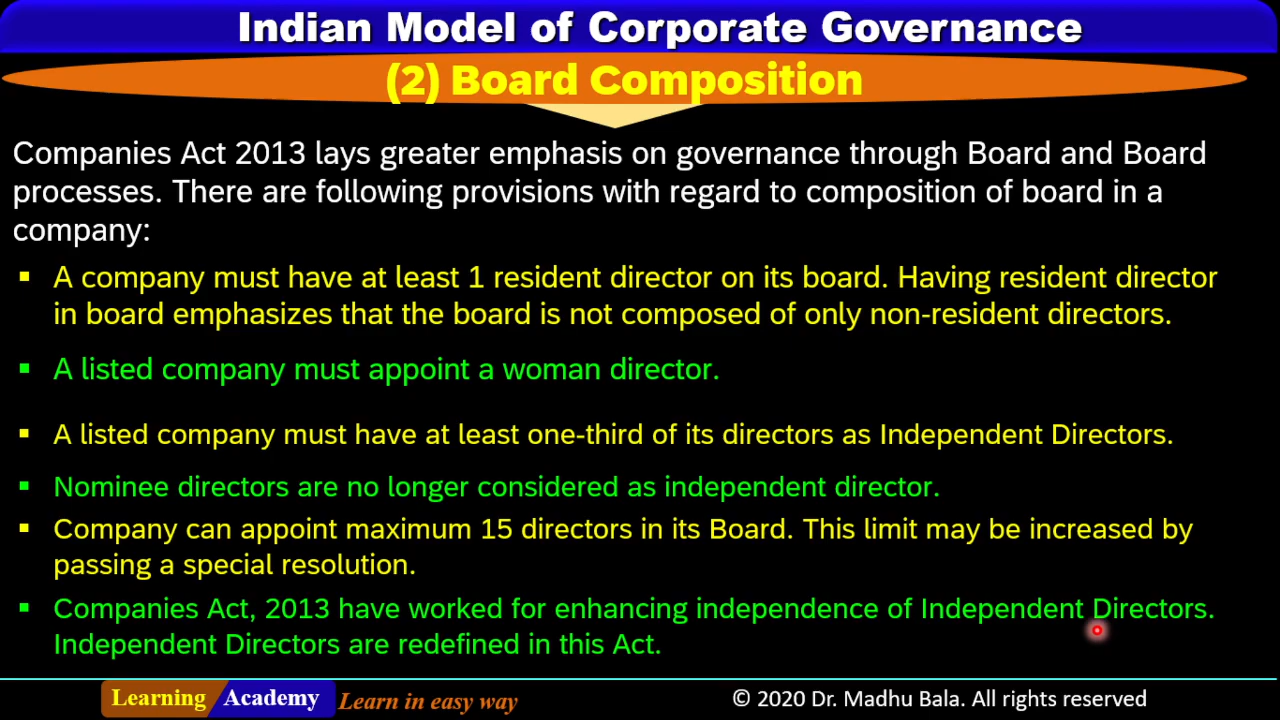 Indian Model of Corporate Governance
(2) Board Composition
Companies Act 2013 lays greater emphasis on governance through Board and Board
processes. There are following provisions with regard to composition of board in a
company:
▪ A company must have at least 1 resident director on its board. Having resident director
in board emphasizes that the board is not composed of only non-resident directors.
▪ A listed company must appoint a woman director.
▪ A listed company must have at least one-third of its directors as Independent Directors.
▪ Nominee directors are no longer considered as independent director.
▪ Company can appoint maximum 15 directors in its Board. This limit may be increased by
passing a special resolution.
▪ Companies Act, 2013 have worked for enhancing independence of Independent Directors.
Independent Directors are redefined in this Act.
Learning Academy Learn in easy way © 2020 Dr. Madhu Bala. All rights reserved